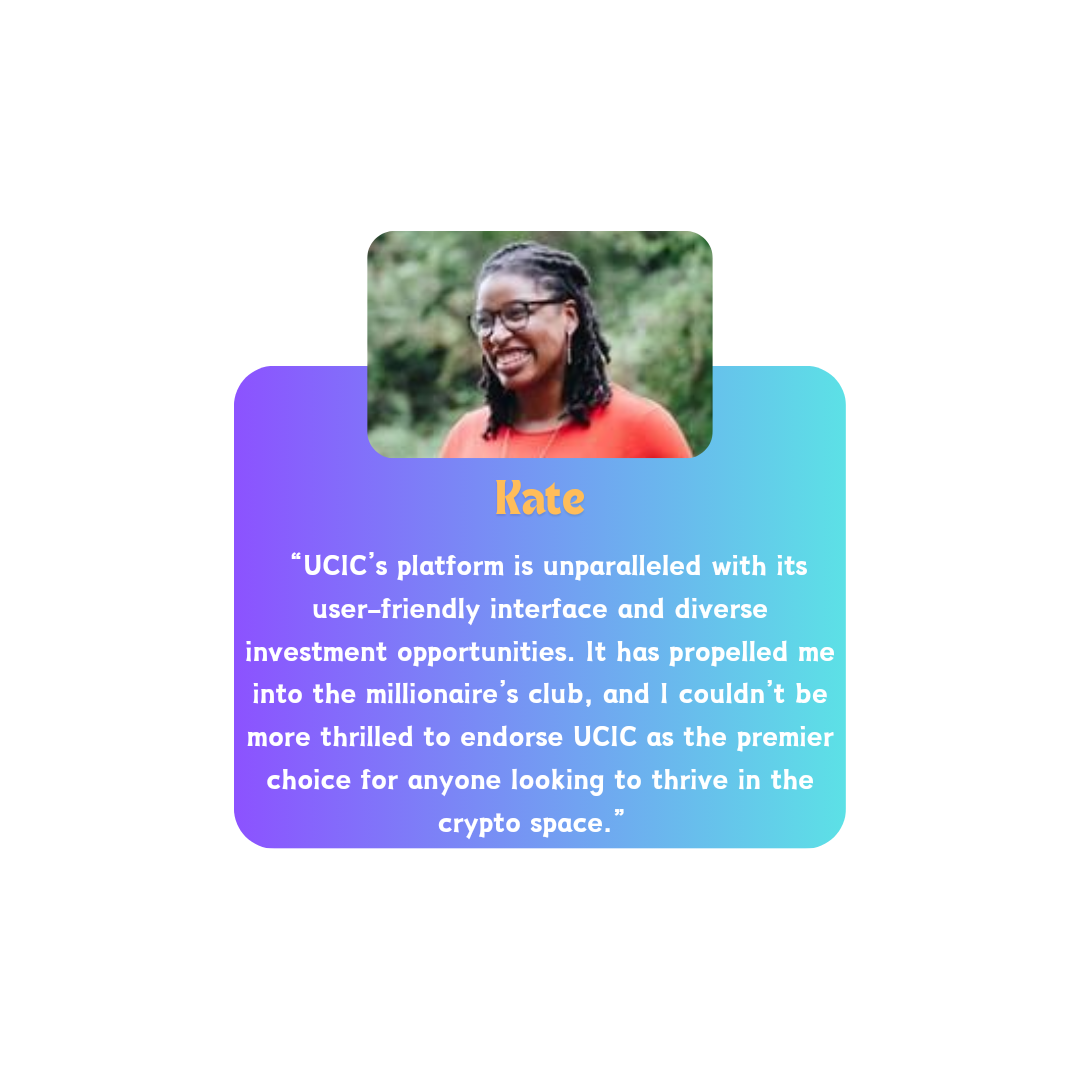 Kate
“UCIC’s platform is unparalleled with its
user-friendly interface and diverse
investment opportunities. It has propelled me
into the millionaire’s club, and I couldn’t be
more thrilled to endorse UCIC as the premier
choice for anyone looking to thrive in the
crypto space.”